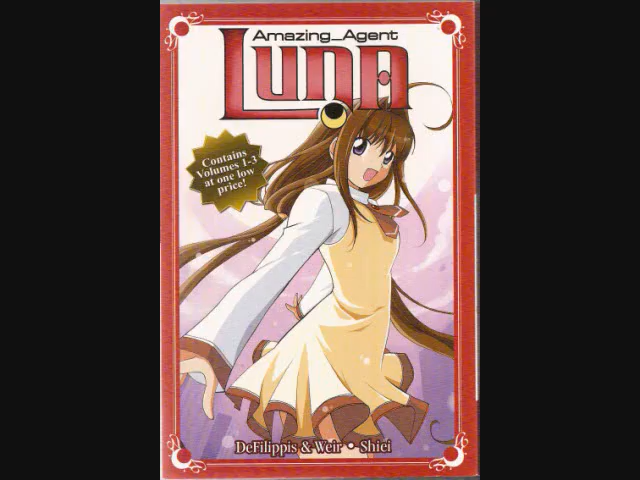 Amazing_Agent
Luna
Contains
Volumes 1-3
at one low
price!
DeFilippis & Weir • Shiei